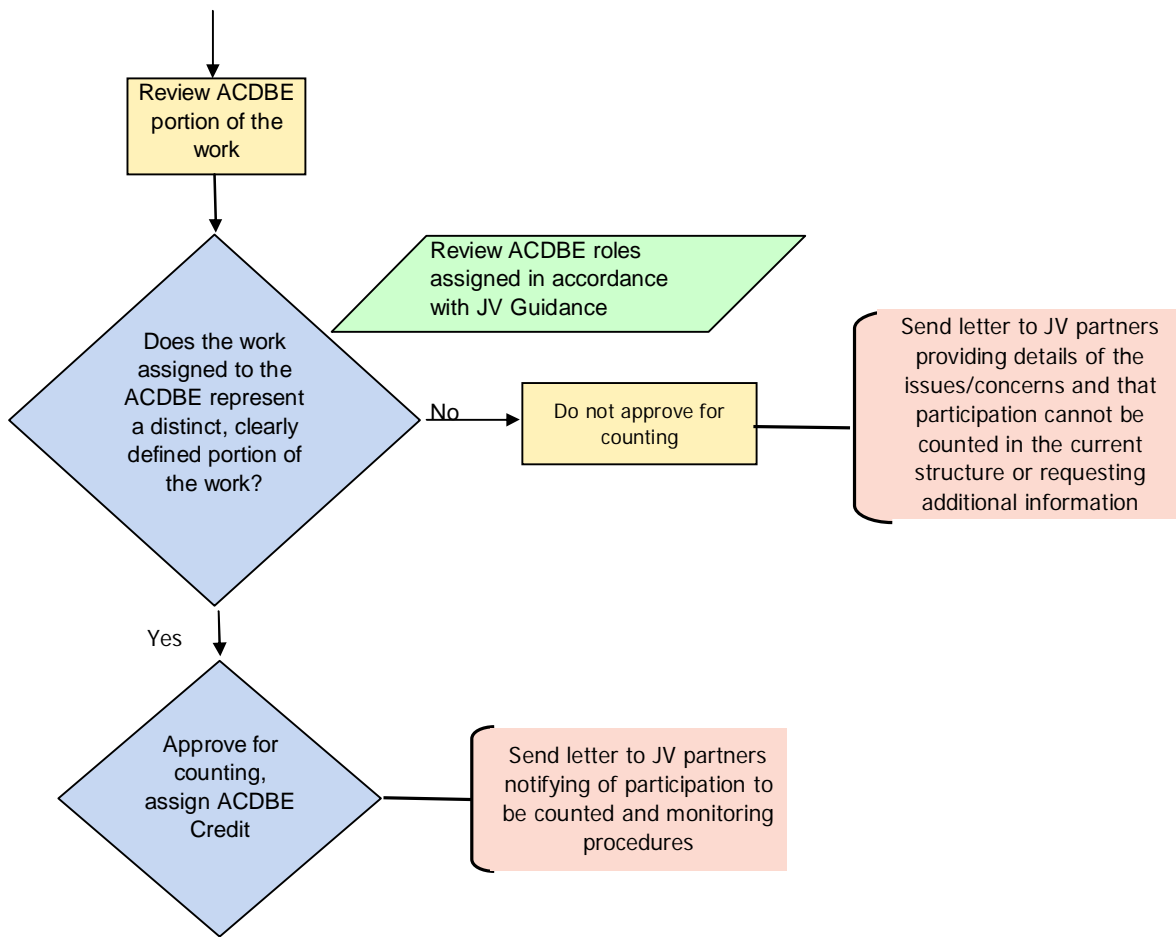 Review ACDBE
portion of the
work
Review ACDBE roles
assigned in accordance
with JV Guidance
Does the work
assigned to the
ACDBE represent
a distinct, clearly
defined portion of
the work?
No
Do not approve for
counting
Send letter to JV partners
providing details of the
issues/concerns and that
participation cannot be
counted in the current
structure or requesting
additional information
Yes
Approve for
counting,
assign ACDBE
Credit
Send letter to JV partners
notifying of participation to
be counted and monitoring
procedures